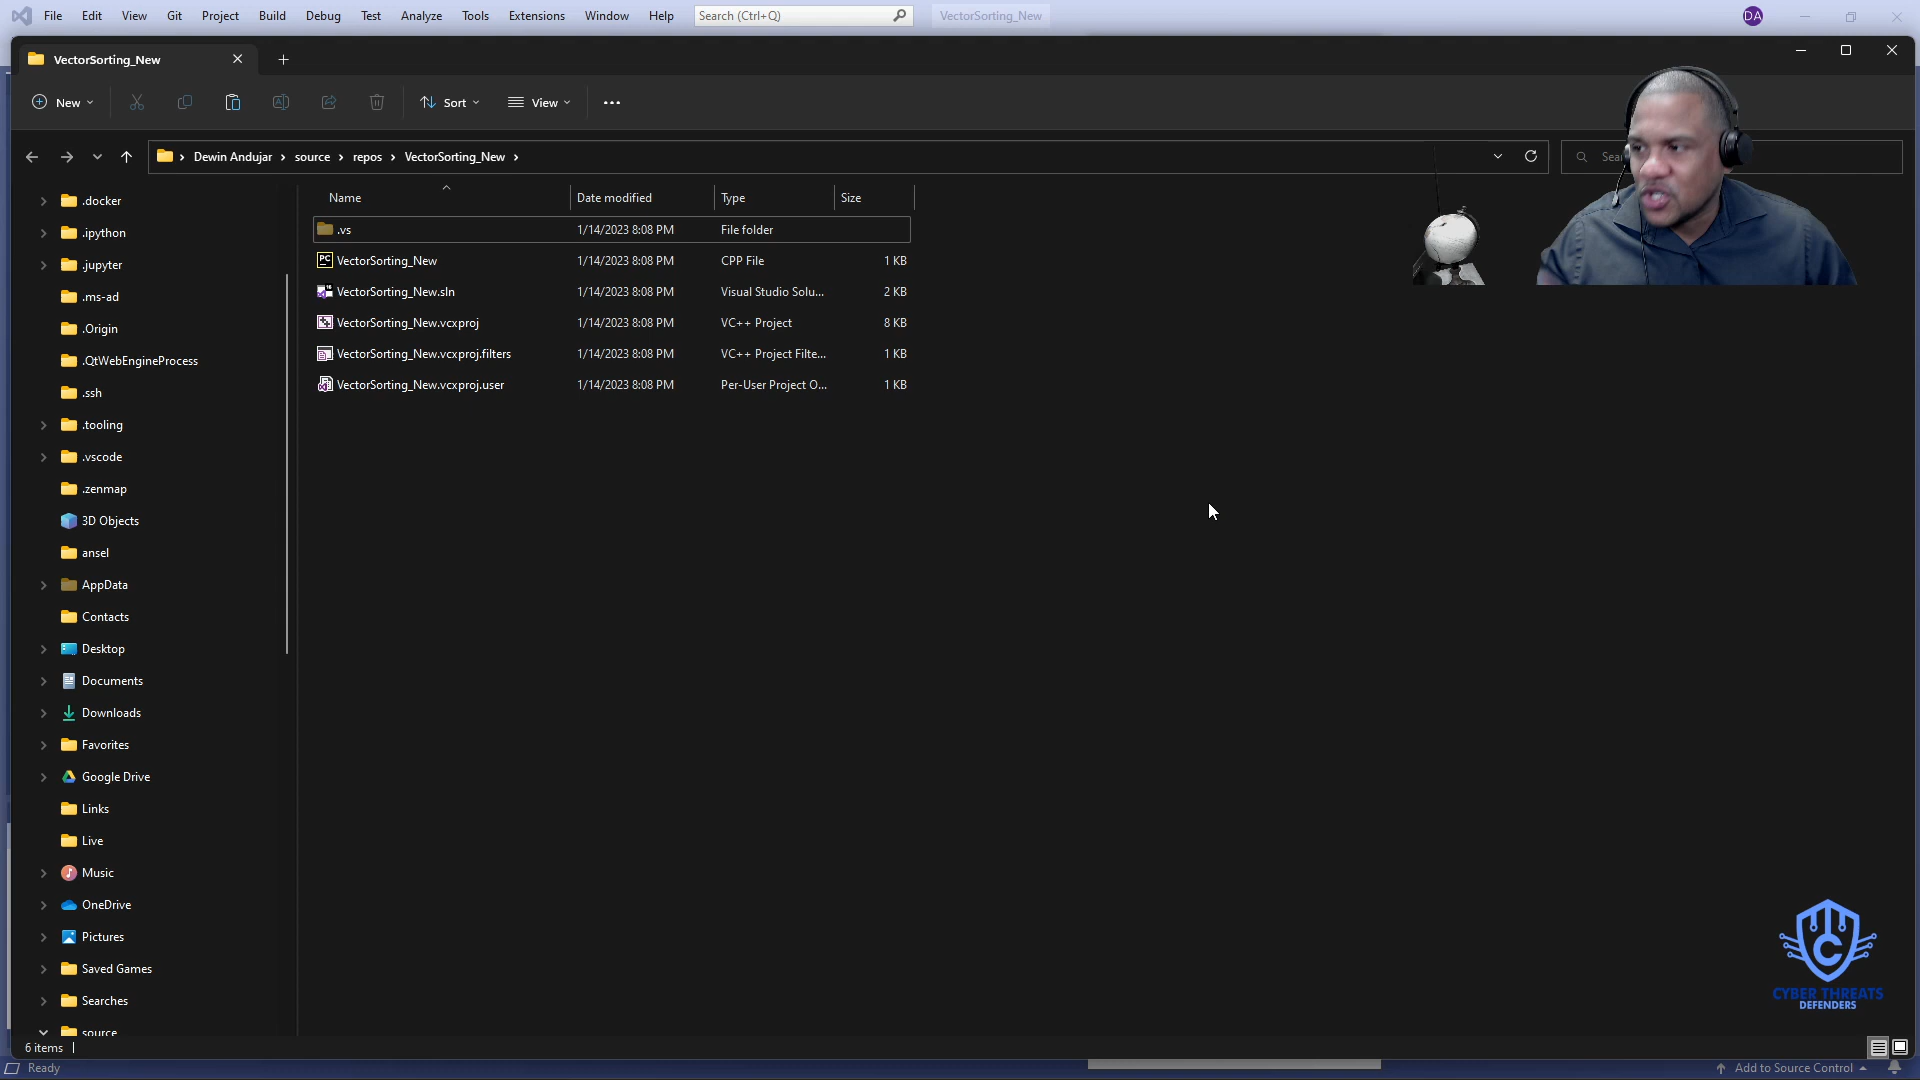 File Edit View Git Project Build Debug Test Analyze Tools Extensions Window Help Search (Ctrl+Q) VectorSorting_New DA
VectorSorting_New
New Sort View
Dewin Andujar source repos VectorSorting_New
Name Date modified Type Size
.vs 1/14/2023 8:08 PM File folder
VectorSorting_New 1/14/2023 8:08 PM CPP File 1 KB
VectorSorting_New.sln 1/14/2023 8:08 PM Visual Studio Solu... 2 KB
VectorSorting_New.vcxproj 1/14/2023 8:08 PM VC++ Project 8 KB
VectorSorting_New.vcxproj.filters 1/14/2023 8:08 PM VC++ Project Filte... 1 KB
VectorSorting_New.vcxproj.user 1/14/2023 8:08 PM Per-User Project O... 1 KB
.docker
.ipython
.jupyter
.ms-ad
.Origin
.QtWebEngineProcess
.ssh
.tooling
.vscode
.zenmap
3D Objects
ansel
AppData
Contacts
Desktop
Documents
Downloads
Favorites
Google Drive
Links
Live
Music
OneDrive
Pictures
Saved Games
Searches
source
CYBER THREATS
DEFENDERS
6 items
Ready Add to Source Control